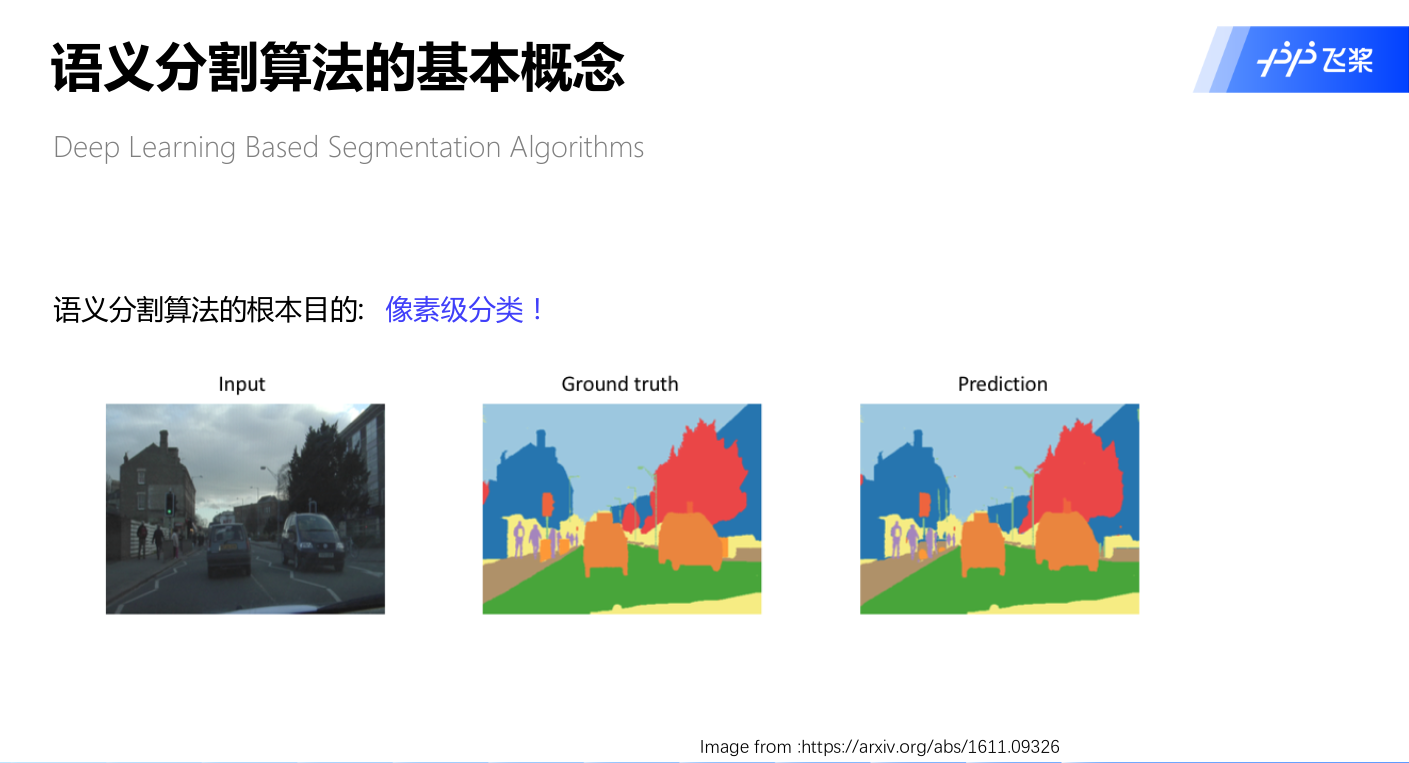 语义分割算法的基本概念
飞桨
Deep Learning Based Segmentation Algorithms
语义分割算法的根本目的: 像素级分类！
Input
Ground truth
Prediction
Image from :https://arxiv.org/abs/1611.09326